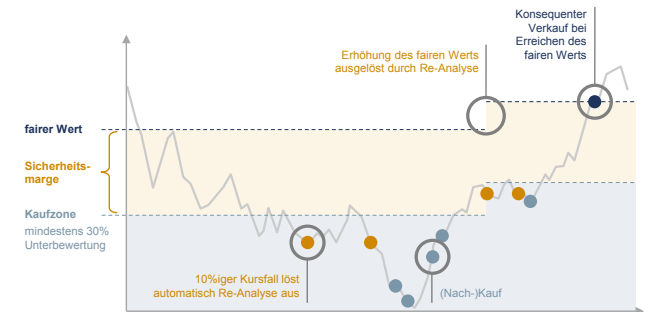 Konsequenter
Verkauf bei
Erreichen des
fairen Werts
Erhöhung des fairen Werts
ausgelöst durch Re-Analyse
fairer Wert
Sicherheits-
marge
Kaufzone
mindestens 30%
Unterbewertung
10%iger Kursfall löst
automatisch Re-Analyse aus
(Nach-)Kauf